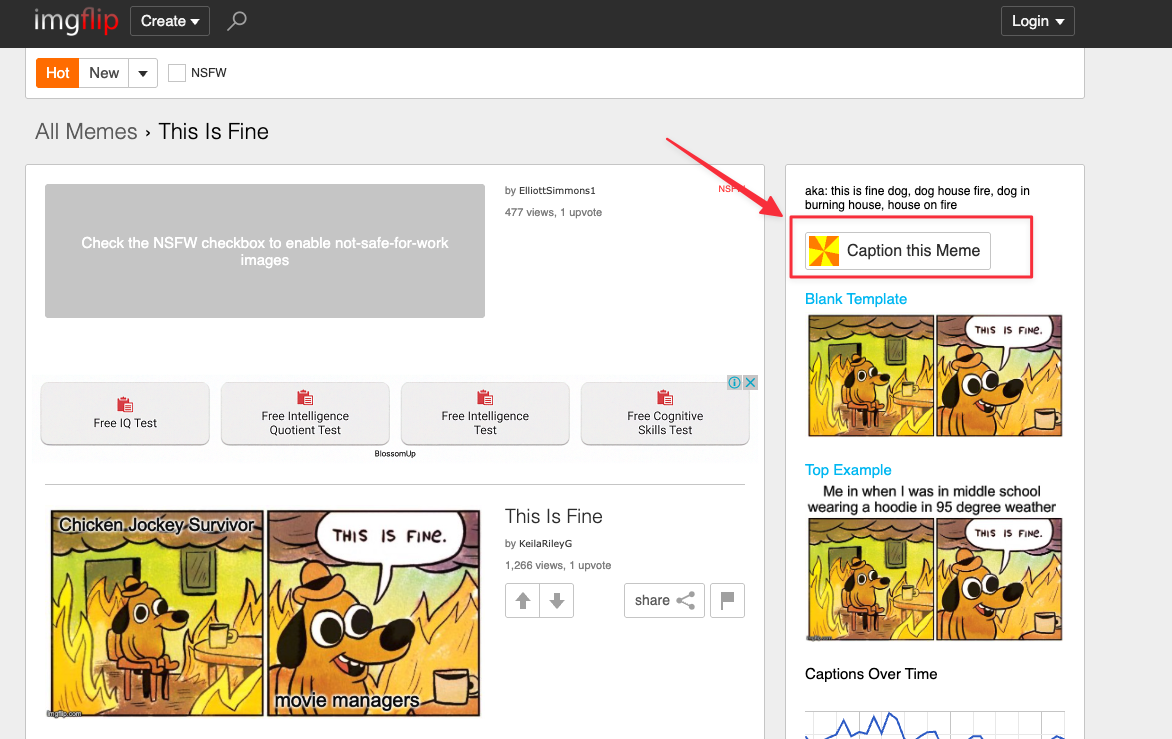 imgflip
Create
Login
Hot
New
NSFW
All Memes › This Is Fine
Check the NSFW checkbox to enable not-safe-for-work
images
by ElliottSimmons1
477 views, 1 upvote
Free IQ Test
Free Intelligence
Quotient Test
Free Intelligence
Test
Free Cognitive
Skills Test
BlossomUp
Chicken Jockey Survivor
THIS IS FINE.
movie managers
imgflip.com
This Is Fine
by KeilaRileyG
1,266 views, 1 upvote
share
aka: this is fine dog, dog house fire, dog in
burning house, house on fire
Caption this Meme
Blank Template
THIS IS FINE.
Top Example
Me in when I was in middle school
wearing a hoodie in 95 degree weather
THIS IS FINE.
imgflip.com
Captions Over Time